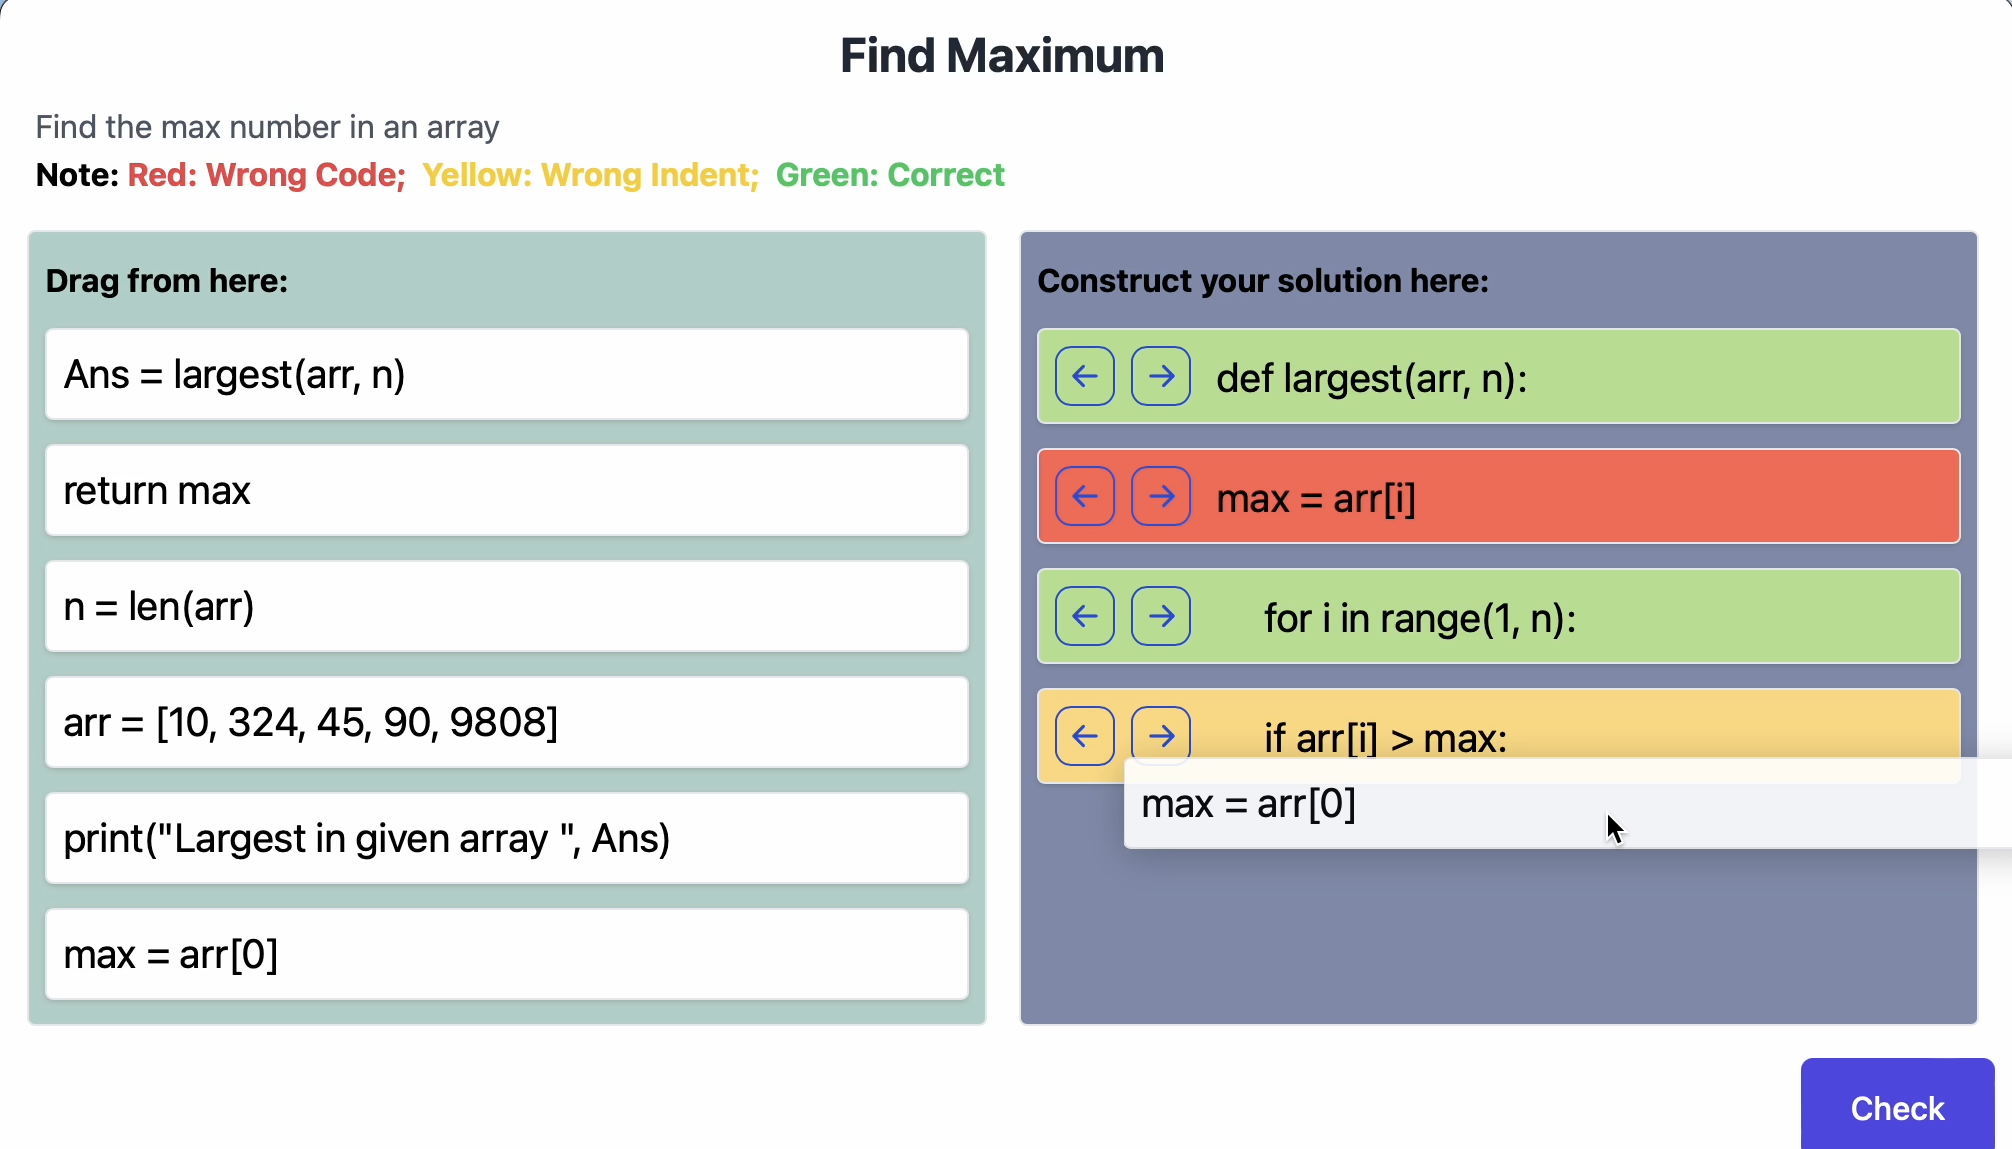 Find Maximum
Find the max number in an array
Note: Red: Wrong Code; Yellow: Wrong Indent; Green: Correct
Drag from here:
Ans = largest(arr, n)
return max
n = len(arr)
arr = [10, 324, 45, 90, 9808]
print("Largest in given array ", Ans)
max = arr[0]
Construct your solution here:
def largest(arr, n):
max = arr[i]
for i in range(1, n):
if arr[i] > max:
max = arr[0]
Check